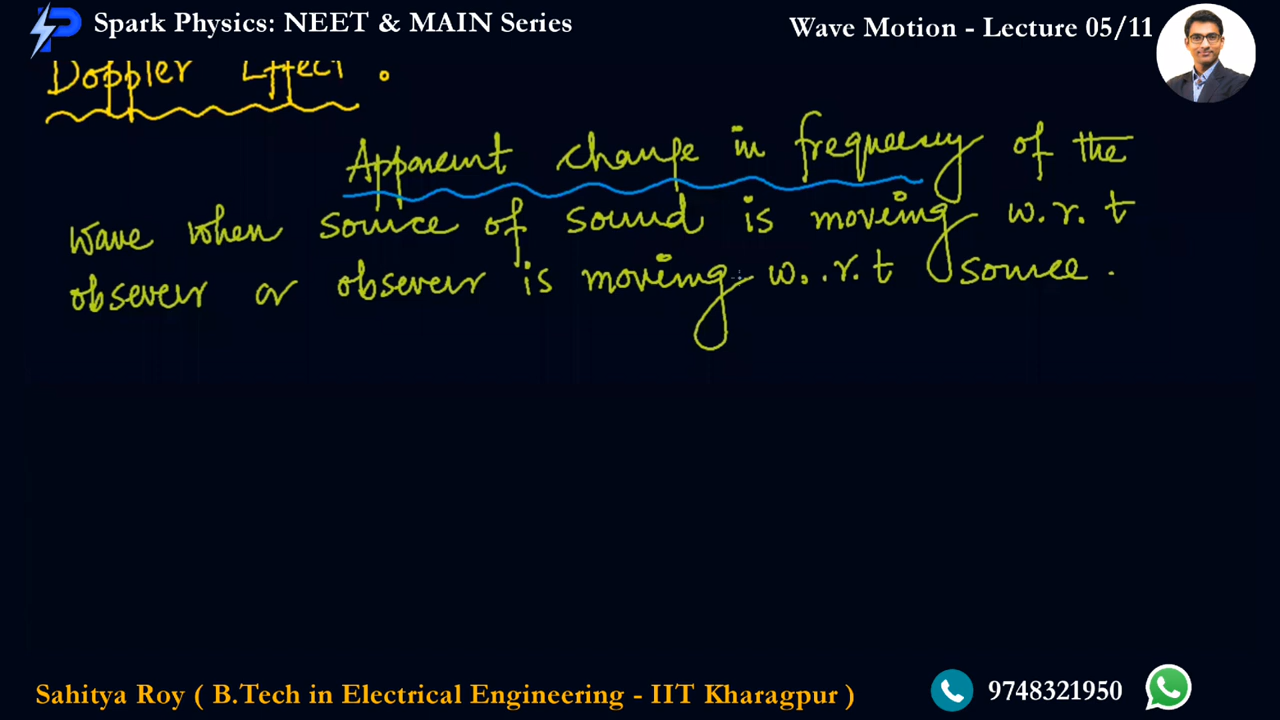 Spark Physics: NEET & MAIN Series
Wave Motion - Lecture 05/11
Doppler Effect.
Apparent change in frequency of the
wave when source of sound is moving w.r.t
observer or observer is moving w..r.t source.
Sahitya Roy ( B.Tech in Electrical Engineering - IIT Kharagpur )
9748321950